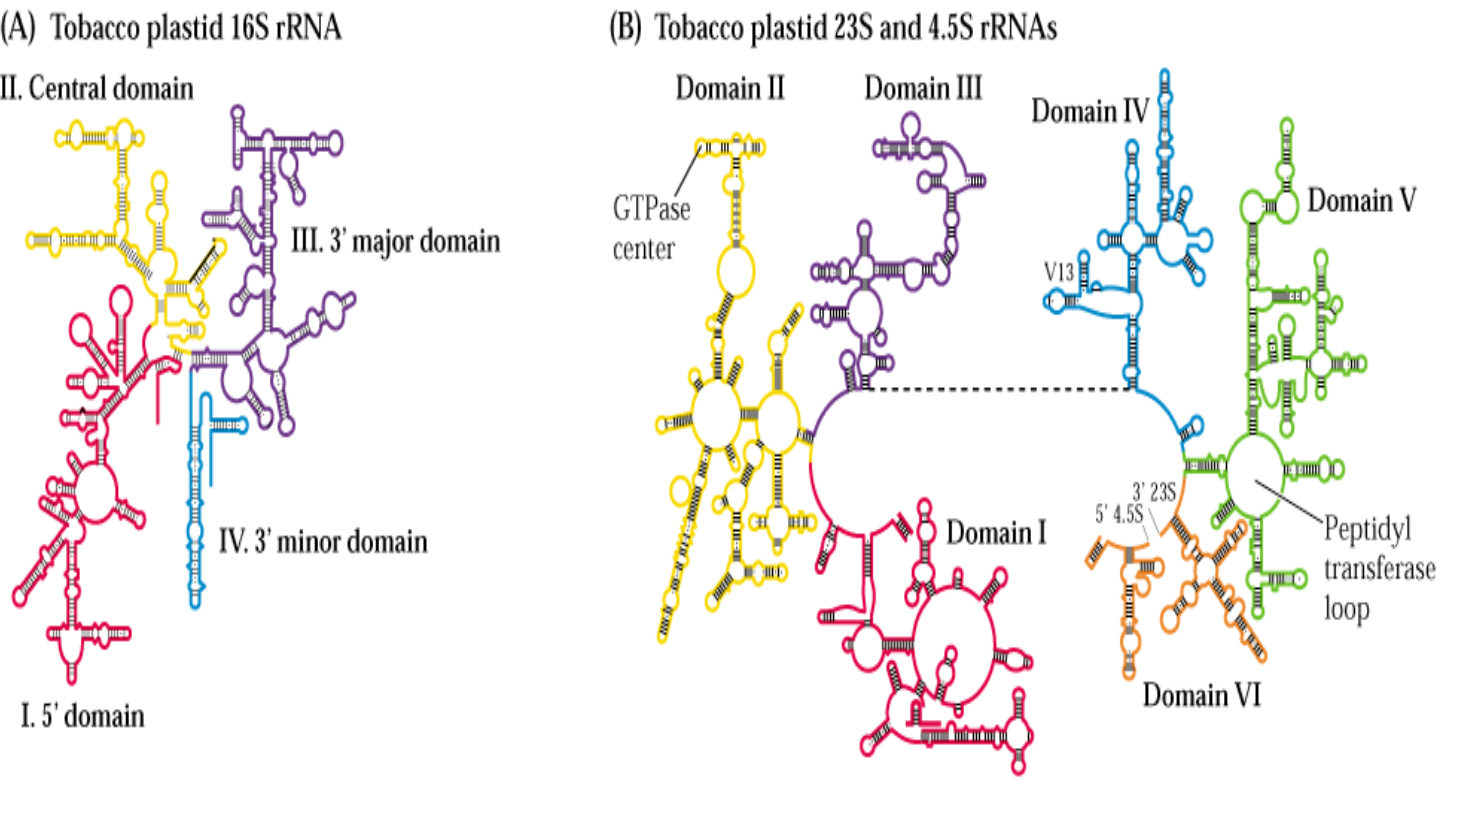 (A) Tobacco plastid 16S rRNA
II. Central domain
III. 3’ major domain
IV. 3’ minor domain
I. 5’ domain
(B) Tobacco plastid 23S and 4.5S rRNAs
Domain II
Domain III
Domain IV
Domain V
GTPase
center
V13
3’ 23S
5’ 4.5S
Domain I
Peptidyl
transferase
loop
Domain VI